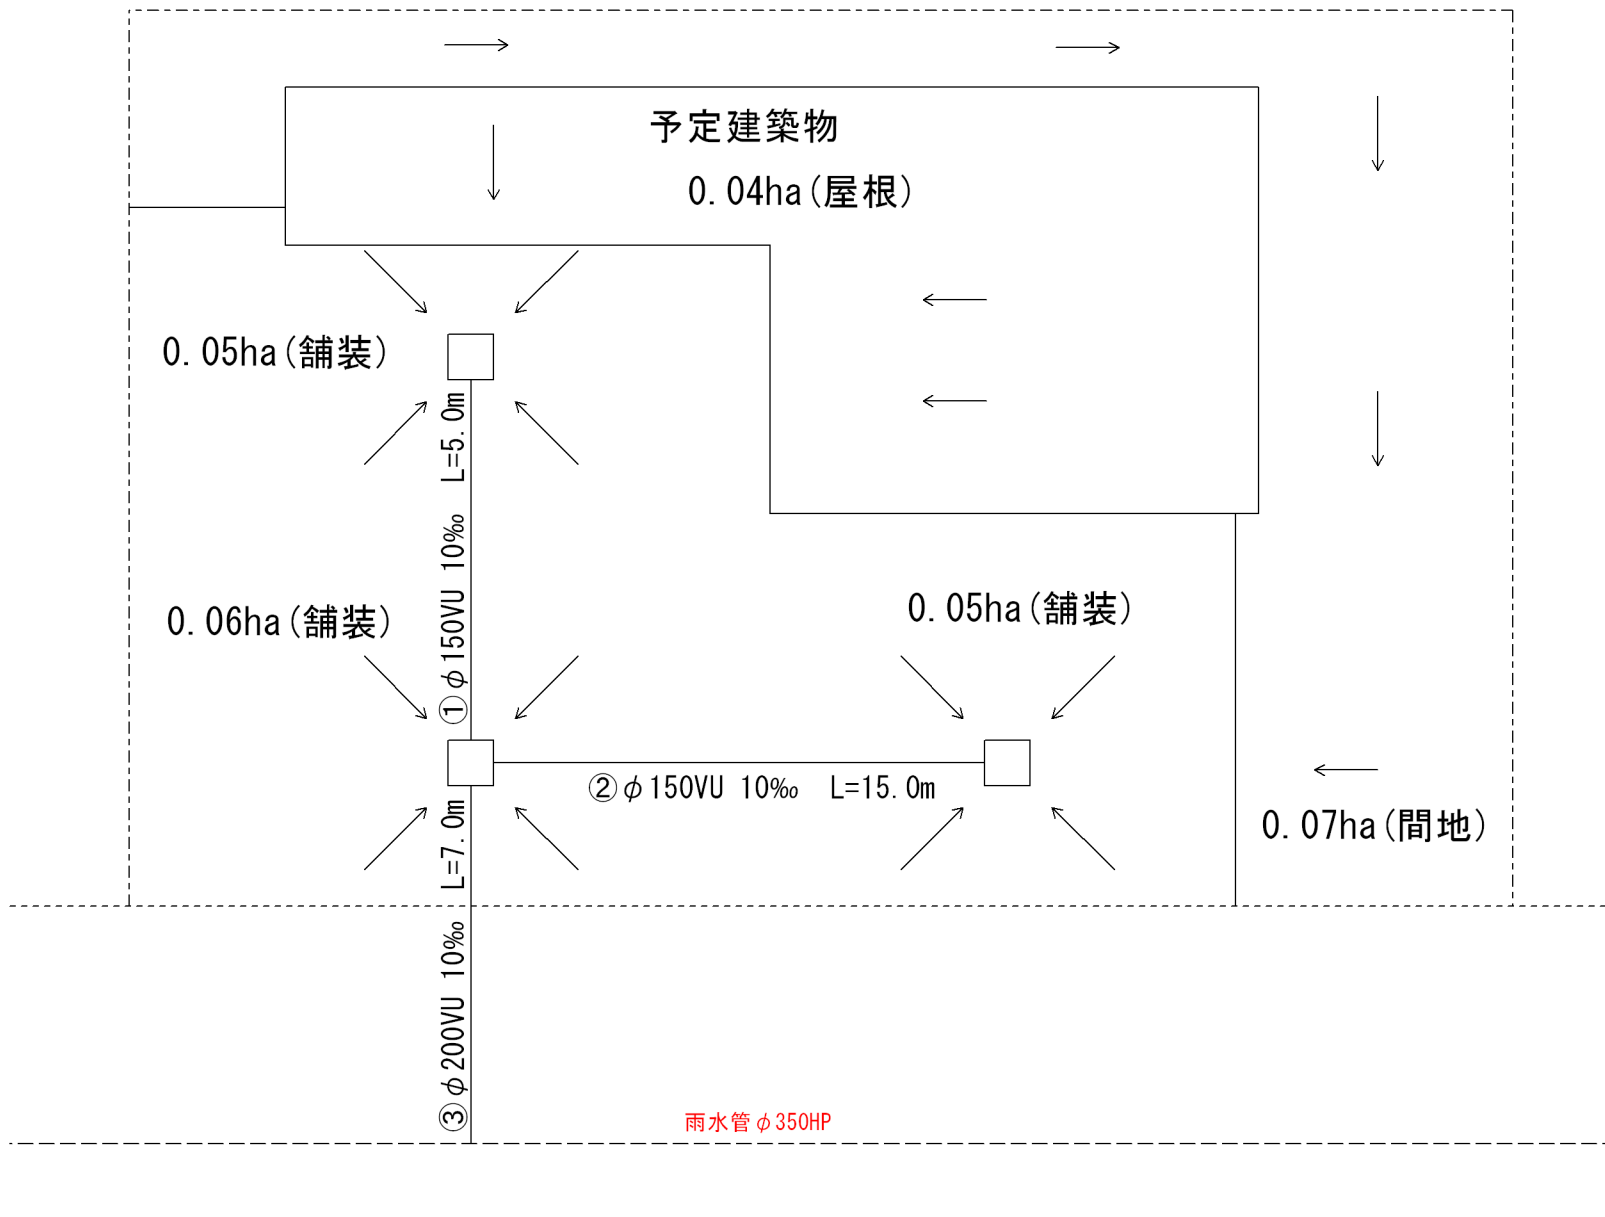 予定建築物
0.04ha(屋根)
0.05ha(舗装)
①φ150VU 10‰ L=5.0m
0.06ha(舗装)
0.05ha(舗装)
②φ150VU 10‰ L=15.0m
0.07ha(間地)
③φ200VU 10‰ L=7.0m
雨水管φ350HP